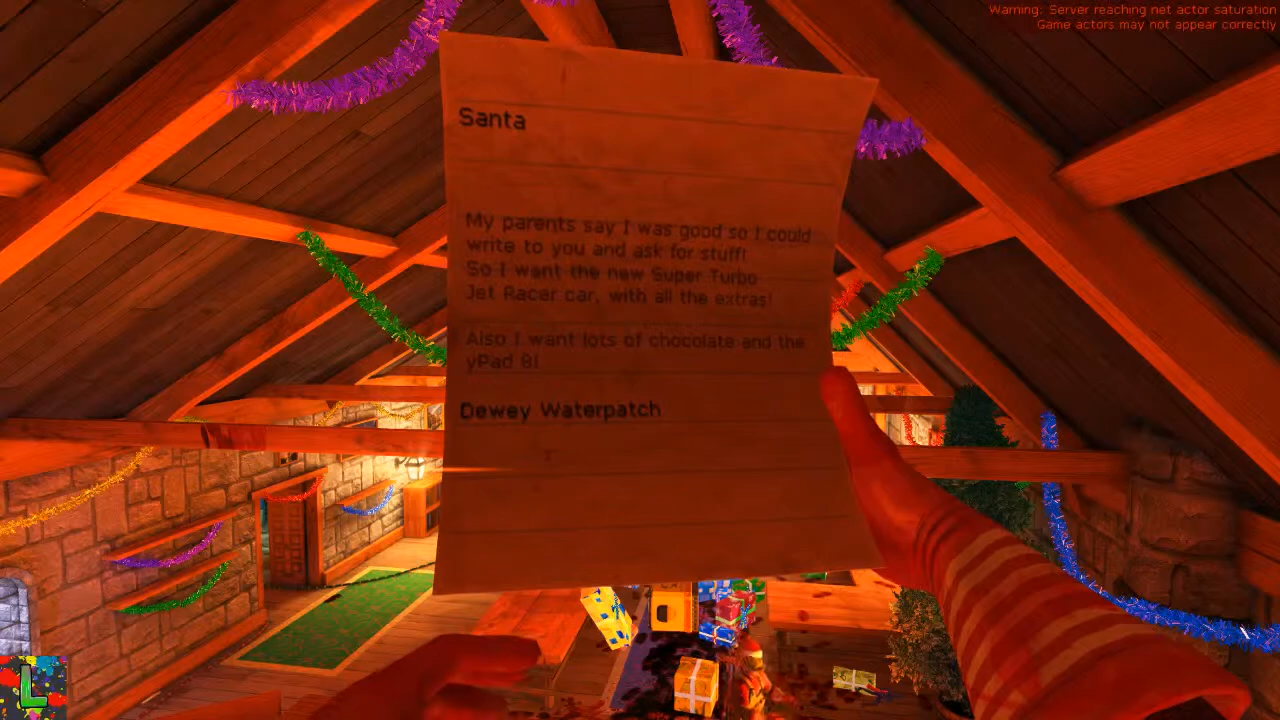 Warning: Server reaching net actor saturation
Game actors may not appear correctly
Santa
My parents say I was good so I could
write to you and ask for stuff!
So I want the new Super Turbo
Jet Racer car, with all the extras!
Also I want lots of chocolate and the
yPad 8!
Dewey Waterpatch
L